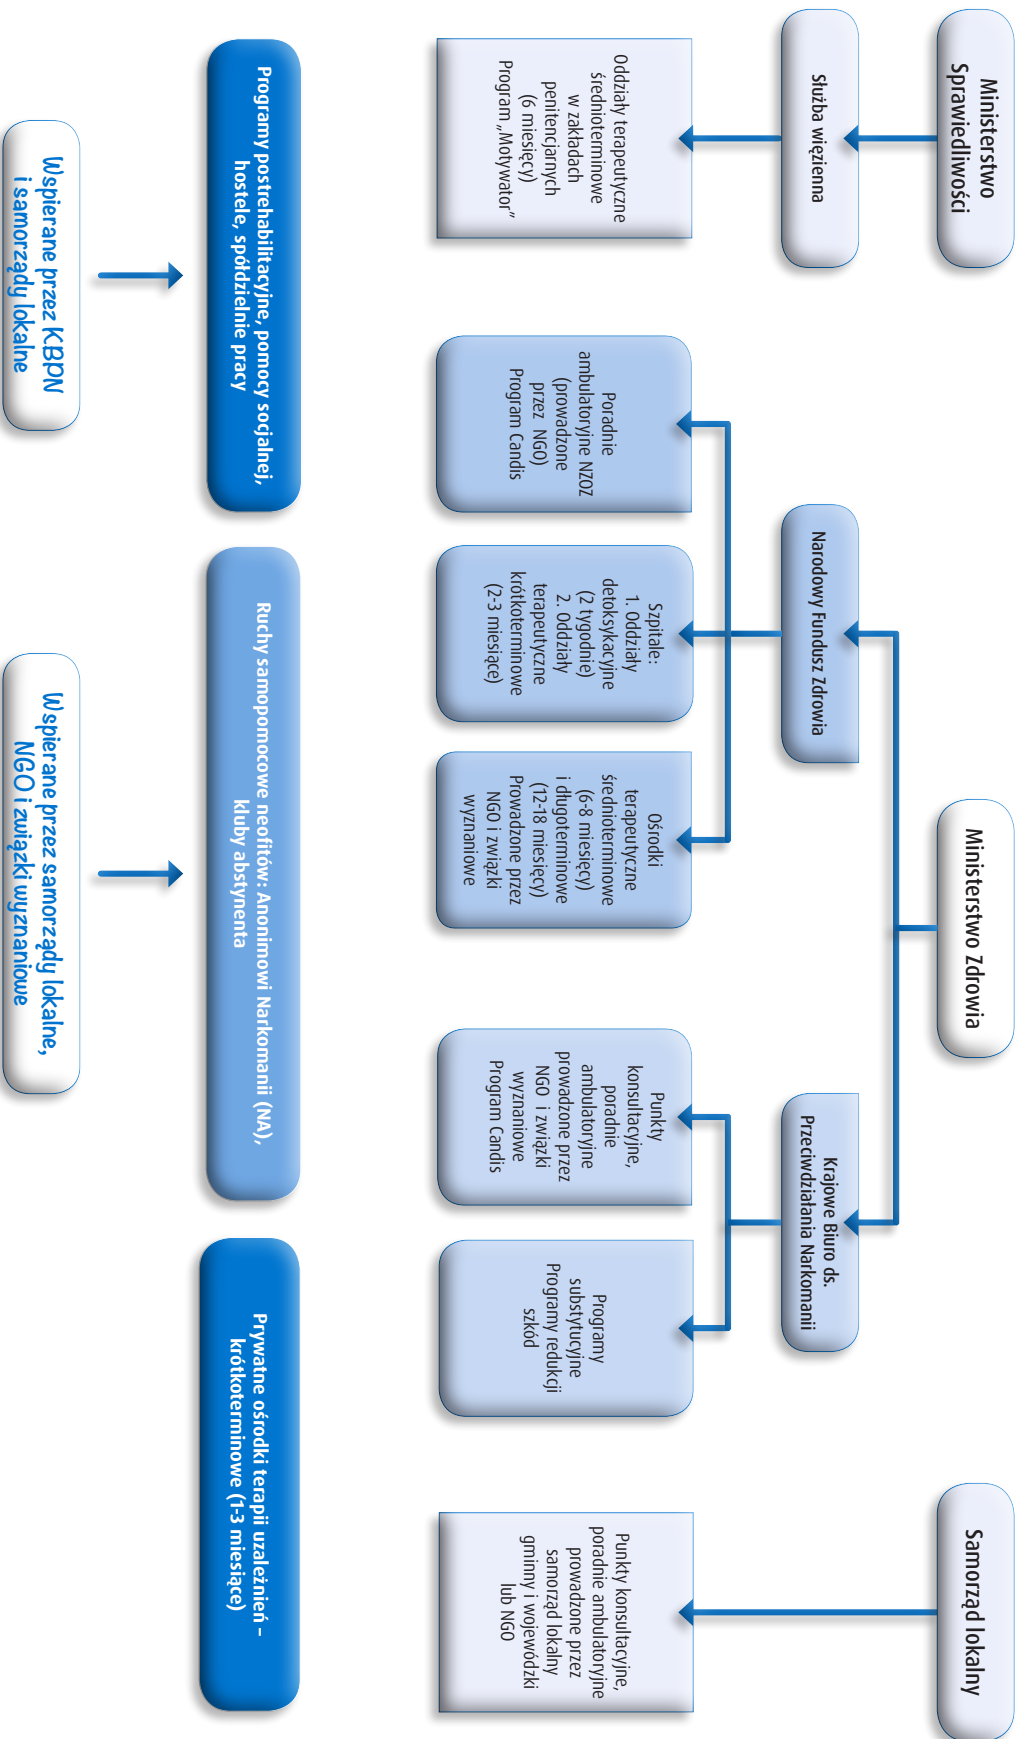 Ministerstwo
Sprawiedliwości
Ministerstwo Zdrowia
Samorząd lokalny
Służba więzienna
Narodowy Fundusz Zdrowia
Krajowe Biuro ds.
Przeciwdziałania Narkomanii
Oddziały terapeutyczne
średnioterminowe
w zakładach
penitencjarnych
(6 miesięcy)
Program „Motywator”
Poradnie
ambulatoryjne NZOZ
(prowadzone
przez NGO)
Program Candis
Szpitale:
1. Oddziały
detoksykacyjne
(2 tygodnie)
2. Oddziały
terapeutyczne
krótkoterminowe
(2-3 miesiące)
Ośrodki
terapeutyczne
średnioterminowe
(6-8 miesięcy)
i długoterminowe
(12-18 miesięcy)
Prowadzone przez
NGO i związki
wyznaniowe
Punkty
konsultacyjne,
poradnie
ambulatoryjne
prowadzone przez
NGO i związki
wyznaniowe
Program Candis
Programy
substytucyjne
Programy redukcji
szkód
Punkty konsultacyjne,
poradnie ambulatoryjne
prowadzone przez
samorząd lokalny
gminny i wojewódzki
lub NGO
Programy postrehabilitacyjne, pomocy socjalnej,
hostele, spółdzielnie pracy
Ruchy samopomocowe neofitów: Anonimowi Narkomanii (NA),
kluby abstynenta
Prywatne ośrodki terapii uzależnień –
krótkoterminowe (1-3 miesiące)
Wspierane przez KBPN
i samorządy lokalne
Wspierane przez samorządy lokalne,
NGO i związki wyznaniowe